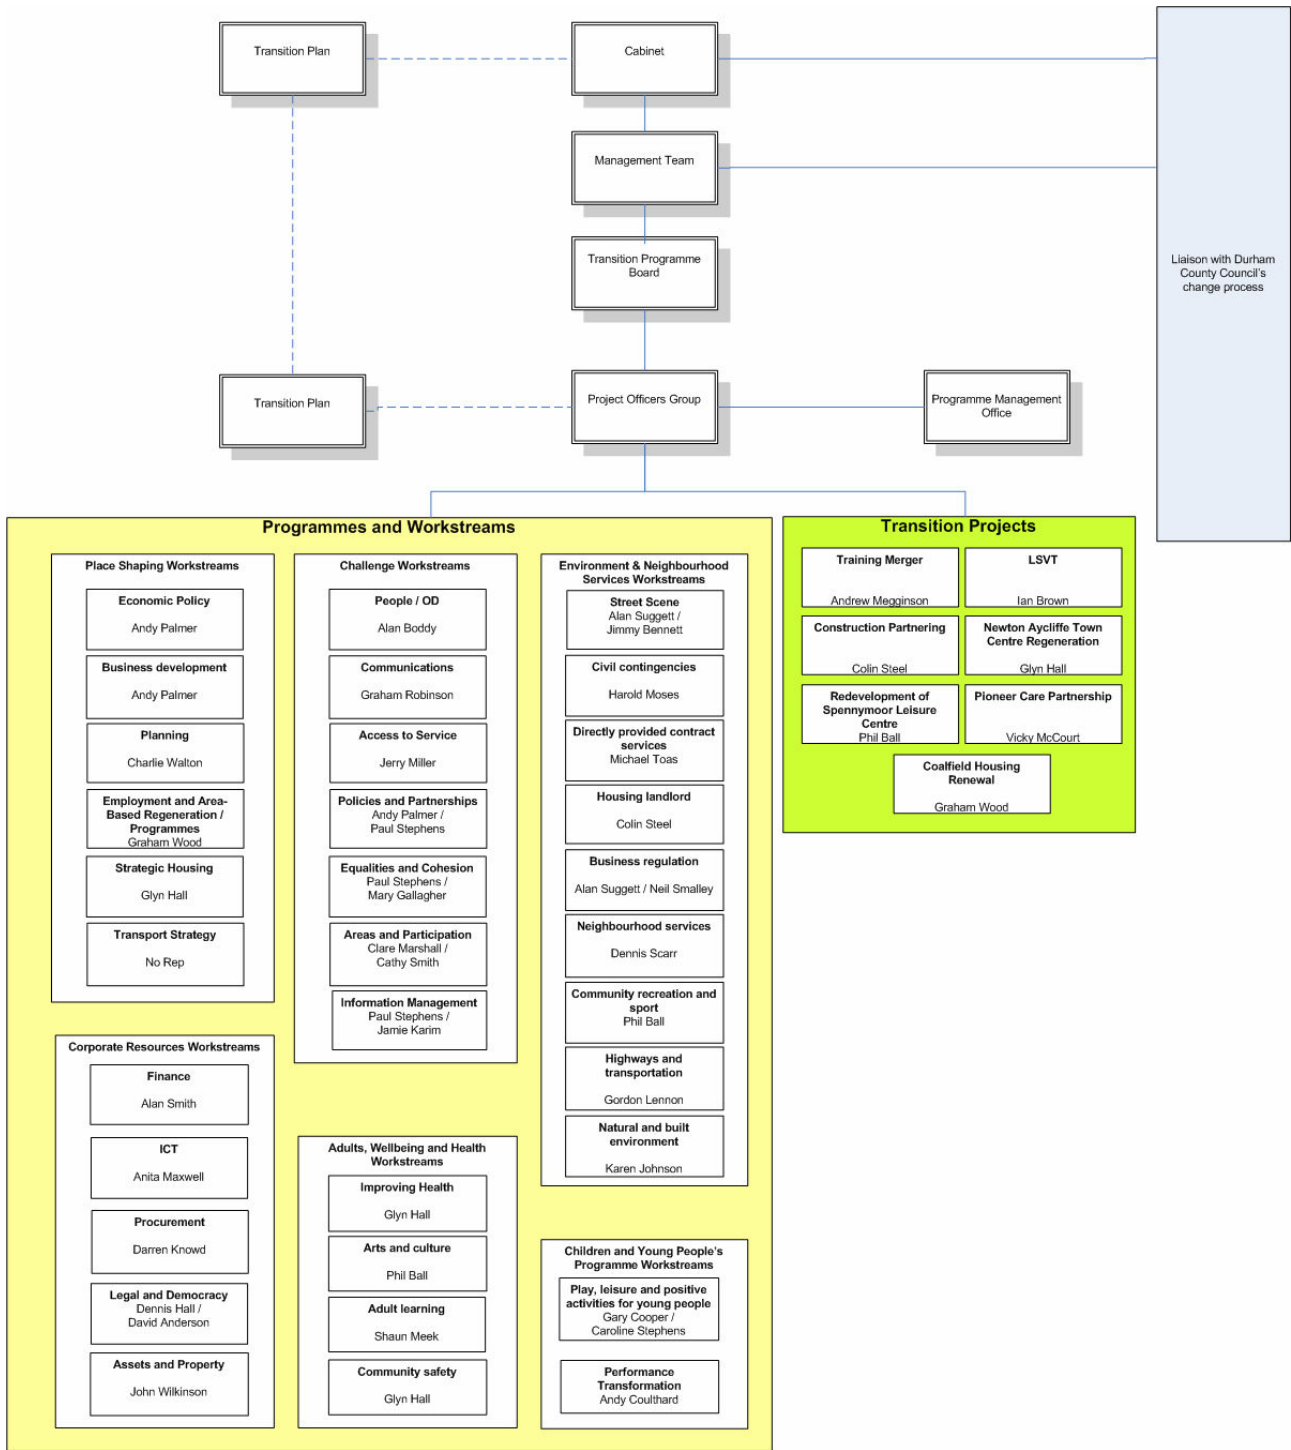 Transition Plan
Cabinet
Management Team
Transition Programme
Board
Liaison with Durham
County Council's
change process
Transition Plan
Project Officers Group
Programme Management
Office
Programmes and Workstreams
Place Shaping Workstreams
Economic Policy
Andy Palmer
Business development
Andy Palmer
Planning
Charlie Walton
Employment and Area-
Based Regeneration /
Programmes
Graham Wood
Strategic Housing
Glyn Hall
Transport Strategy
No Rep
Challenge Workstreams
People / OD
Alan Boddy
Communications
Graham Robinson
Access to Service
Jerry Miller
Policies and Partnerships
Andy Palmer /
Paul Stephens
Equalities and Cohesion
Paul Stephens /
Mary Gallagher
Areas and Participation
Clare Marshall /
Cathy Smith
Information Management
Paul Stephens /
Jamie Karim
Environment & Neighbourhood
Services Workstreams
Street Scene
Alan Suggett /
Jimmy Bennett
Civil contingencies
Harold Moses
Directly provided contract
services
Michael Toas
Housing landlord
Colin Steel
Business regulation
Alan Suggett / Neil Smalley
Neighbourhood services
Dennis Scarr
Community recreation and
sport
Phil Ball
Highways and
transportation
Gordon Lennon
Natural and built
environment
Karen Johnson
Corporate Resources Workstreams
Finance
Alan Smith
ICT
Anita Maxwell
Procurement
Darren Knowd
Legal and Democracy
Dennis Hall /
David Anderson
Assets and Property
John Wilkinson
Adults, Wellbeing and Health
Workstreams
Improving Health
Glyn Hall
Arts and culture
Phil Ball
Adult learning
Shaun Meek
Community safety
Glyn Hall
Children and Young People's
Programme Workstreams
Play, leisure and positive
activities for young people
Gary Cooper /
Caroline Stephens
Performance
Transformation
Andy Coulthard
Transition Projects
Training Merger
Andrew Megginson
LSVT
Ian Brown
Construction Partnering
Colin Steel
Newton Aycliffe Town
Centre Regeneration
Glyn Hall
Redevelopment of
Spennymoor Leisure
Centre
Phil Ball
Pioneer Care Partnership
Vicky McCourt
Coalfield Housing
Renewal
Graham Wood